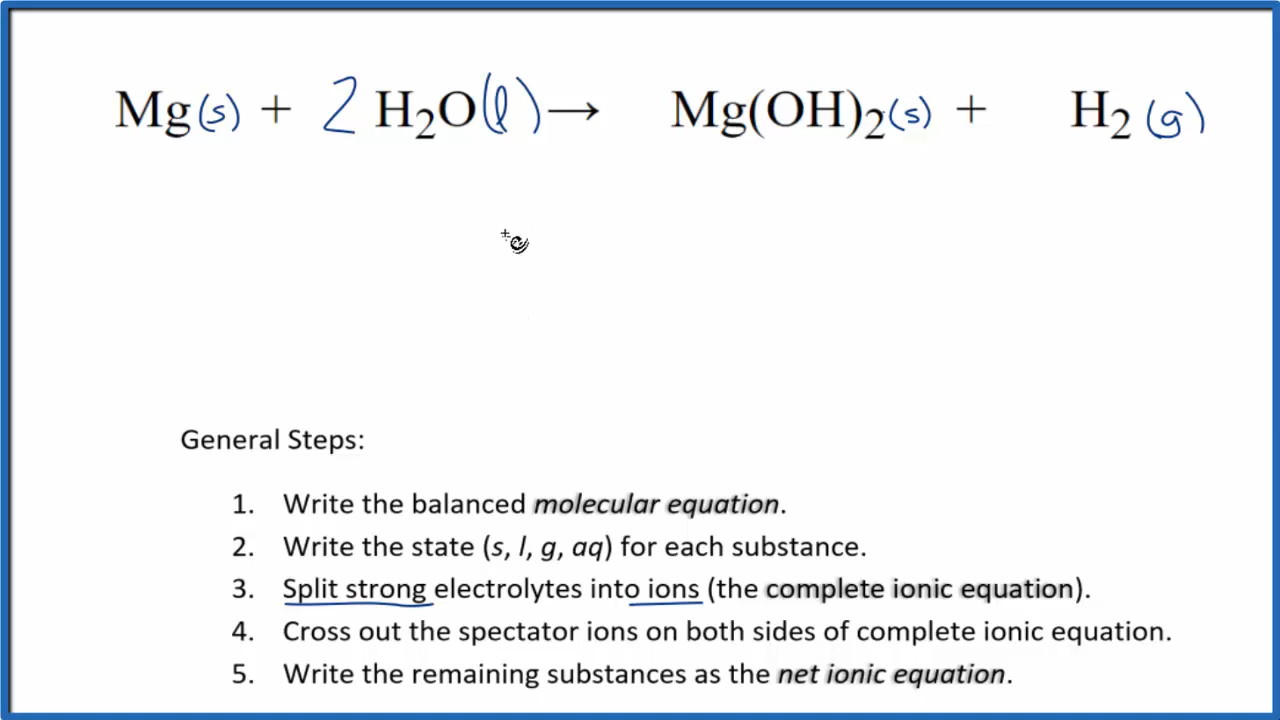 Mg(s) + 2 H₂O(l) → Mg(OH)₂(s) + H₂(g)
General Steps:
1. Write the balanced molecular equation.
2. Write the state (s, l, g, aq) for each substance.
3. Split strong electrolytes into ions (the complete ionic equation).
4. Cross out the spectator ions on both sides of complete ionic equation.
5. Write the remaining substances as the net ionic equation.